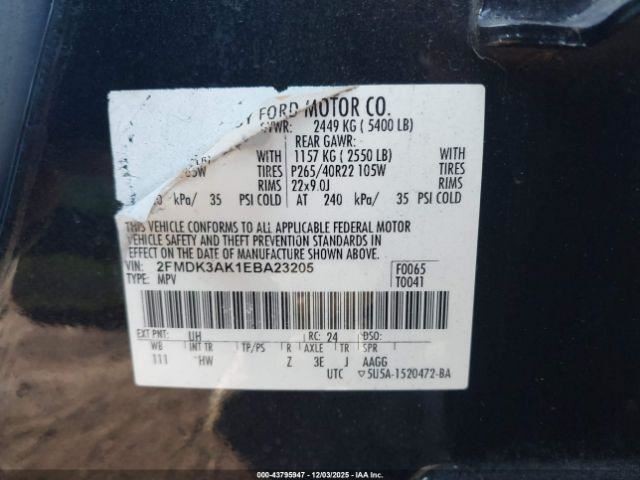 BY FORD MOTOR CO.
GVWR: 2449 KG ( 5400 LB)
REAR GAWR:
WITH 1157 KG ( 2550 LB)
TIRES P265/40R22 105W
RIMS 22x9.0J
kPa/ 35 PSI COLD AT 240 kPa/ 35 PSI COLD
THIS VEHICLE CONFORMS TO ALL APPLICABLE FEDERAL MOTOR
VEHICLE SAFETY AND THEFT PREVENTION STANDARDS IN
EFFECT ON THE DATE OF MANUFACTURE SHOWN ABOVE.
VIN: 2FMDK3AK1EBA23205 F0065
TYPE: MPV T0041
EXT PNT: UH RC: 24 DSO:
WB INT TR TP/PS R AXLE TR SPR
111 HW Z 3E J AAGG
UTC ▽5U5A-1520472-BA
000-43795947 - 12/03/2025 - IAA, Inc.